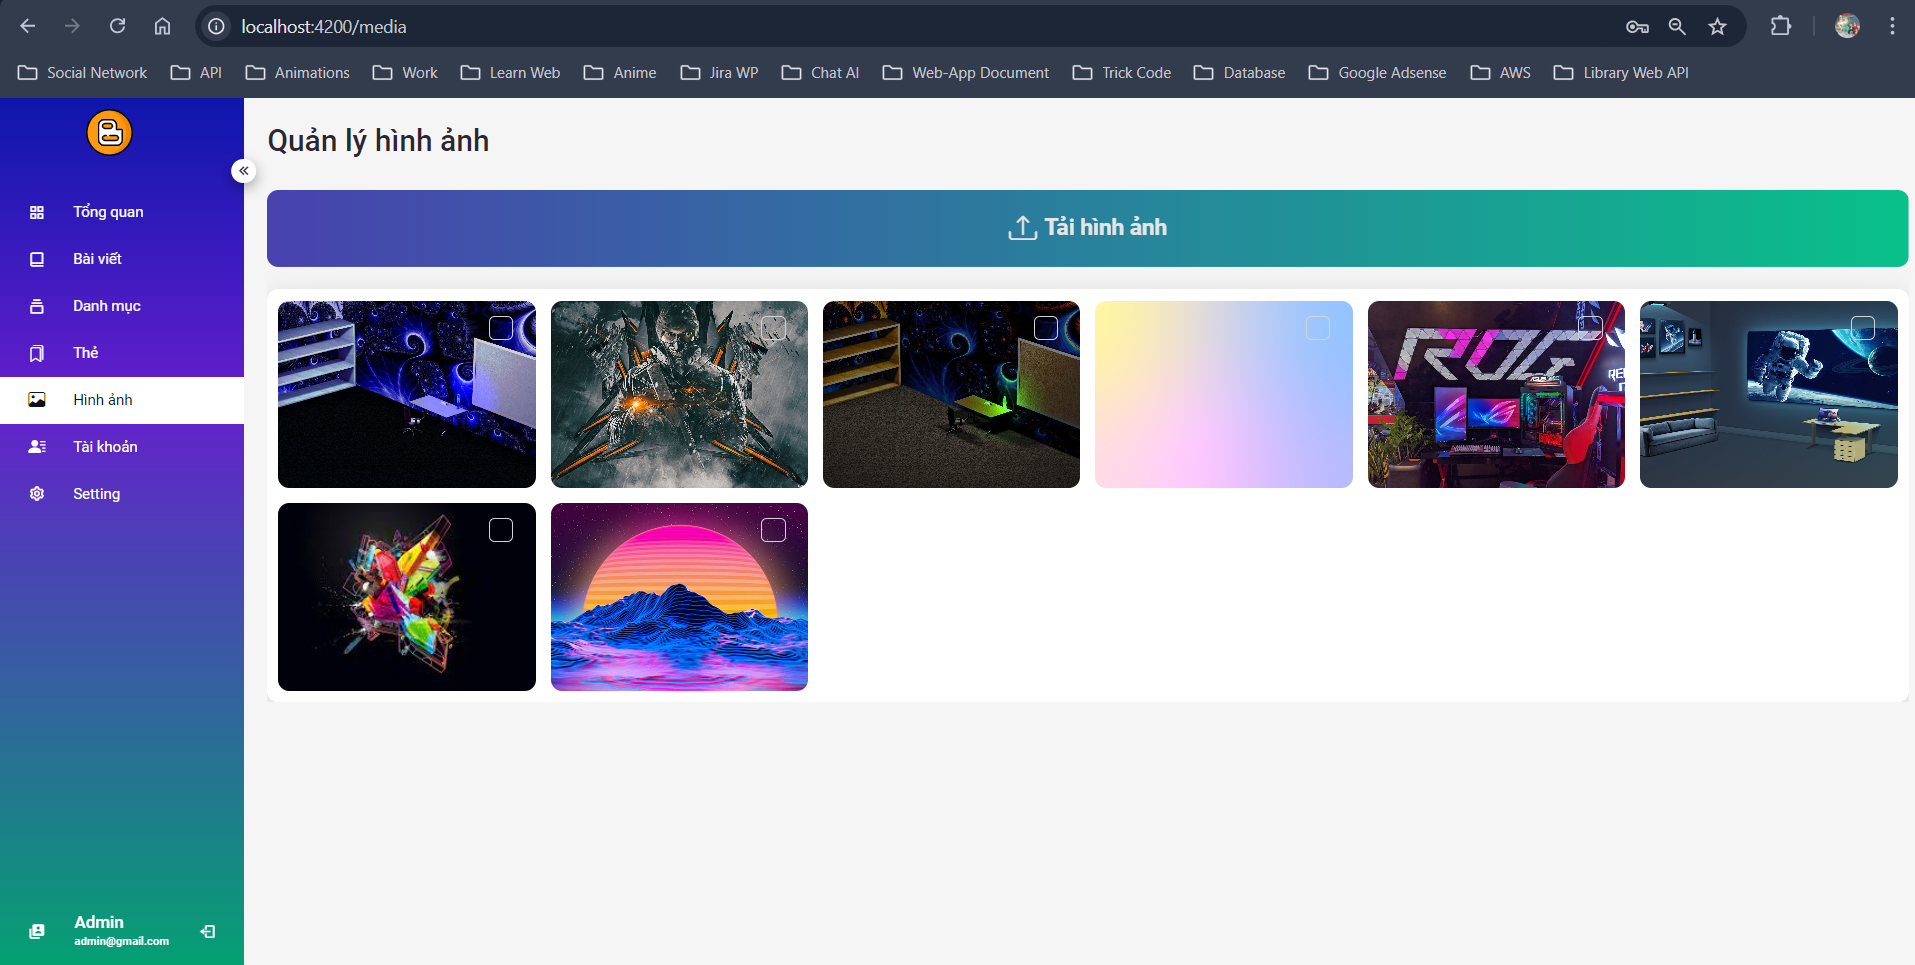 localhost:4200/media
Social Network
API
Animations
Work
Learn Web
Anime
Jira WP
Chat AI
Web-App Document
Trick Code
Database
Google Adsense
AWS
Library Web API
Quản lý hình ảnh
Tổng quan
Bài viết
Danh mục
Thẻ
Hình ảnh
Tài khoản
Setting
Tải hình ảnh
ROG
Admin
admin@gmail.com